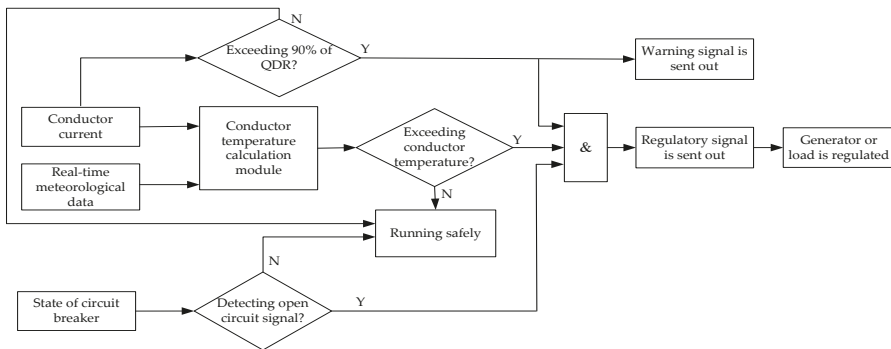 N
Exceeding 90% of
QDR?
Y
Warning signal is
sent out
Conductor
current
Conductor
temperature
calculation
module
Exceeding
conductor
temperature?
Y
&
Regulatory signal
is sent out
Generator or
load is regulated
Real-time
meteorological
data
N
Running safely
N
State of circuit
breaker
Detecting open
circuit signal?
Y